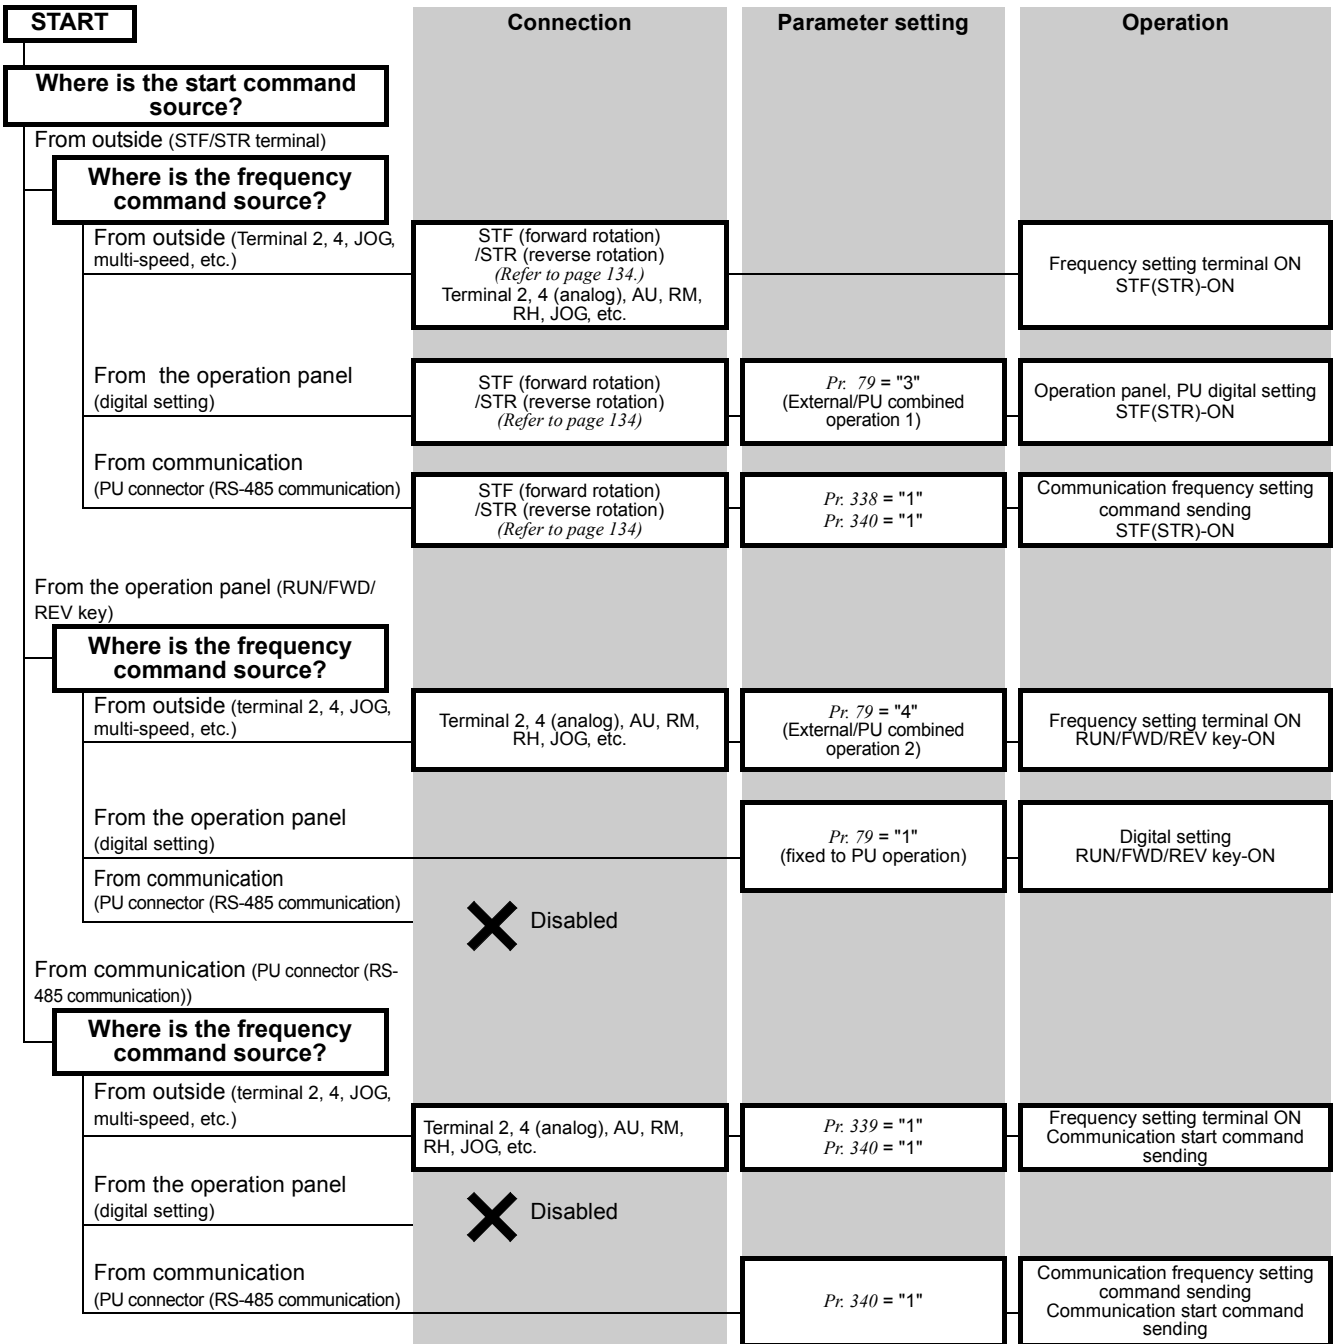 START
Connection
Parameter setting
Operation
Where is the start command
source?
From outside (STF/STR terminal)
Where is the frequency
command source?
From outside (Terminal 2, 4, JOG,
multi-speed, etc.)
STF (forward rotation)
/STR (reverse rotation)
(Refer to page 134.)
Terminal 2, 4 (analog), AU, RM,
RH, JOG, etc.
Frequency setting terminal ON
STF(STR)-ON
From the operation panel
(digital setting)
STF (forward rotation)
/STR (reverse rotation)
(Refer to page 134)
Pr. 79 = "3"
(External/PU combined
operation 1)
Operation panel, PU digital setting
STF(STR)-ON
From communication
(PU connector (RS-485 communication)
STF (forward rotation)
/STR (reverse rotation)
(Refer to page 134)
Pr. 338 = "1"
Pr. 340 = "1"
Communication frequency setting
command sending
STF(STR)-ON
From the operation panel (RUN/FWD/
REV key)
Where is the frequency
command source?
From outside (terminal 2, 4, JOG,
multi-speed, etc.)
Terminal 2, 4 (analog), AU, RM,
RH, JOG, etc.
Pr. 79 = "4"
(External/PU combined
operation 2)
Frequency setting terminal ON
RUN/FWD/REV key-ON
From the operation panel
(digital setting)
Pr. 79 = "1"
(fixed to PU operation)
Digital setting
RUN/FWD/REV key-ON
From communication
(PU connector (RS-485 communication)
Disabled
From communication (PU connector (RS-
485 communication))
Where is the frequency
command source?
From outside (terminal 2, 4, JOG,
multi-speed, etc.)
Terminal 2, 4 (analog), AU, RM,
RH, JOG, etc.
Pr. 339 = "1"
Pr. 340 = "1"
Frequency setting terminal ON
Communication start command
sending
From the operation panel
(digital setting)
Disabled
From communication
(PU connector (RS-485 communication)
Pr. 340 = "1"
Communication frequency setting
command sending
Communication start command
sending